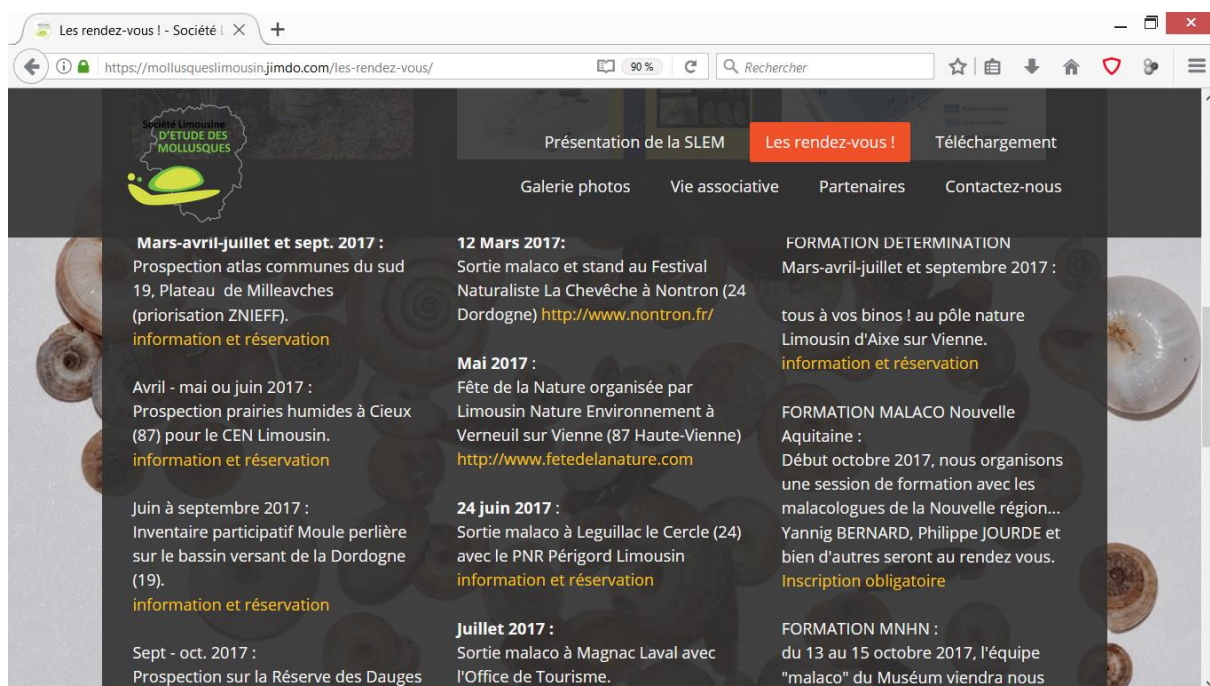 Les rendez-vous ! - Société L
https://mollusqueslimousin.jimdo.com/les-rendez-vous/
90 %
Rechercher
Société Limousine
D'ETUDE DES
MOLLUSQUES
Présentation de la SLEM
Les rendez-vous !
Téléchargement
Galerie photos
Vie associative
Partenaires
Contactez-nous
Mars-avril-juillet et sept. 2017 :
Prospection atlas communes du sud
19, Plateau de Milleavches
(priorisation ZNIEFF).
information et réservation
Avril - mai ou juin 2017 :
Prospection prairies humides à Cieux
(87) pour le CEN Limousin.
information et réservation
Juin à septembre 2017 :
Inventaire participatif Moule perlière
sur le bassin versant de la Dordogne
(19).
information et réservation
Sept - oct. 2017 :
Prospection sur la Réserve des Dauges
12 Mars 2017:
Sortie malaco et stand au Festival
Naturaliste La Chevêche à Nontron (24
Dordogne) http://www.nontron.fr/
Mai 2017 :
Fête de la Nature organisée par
Limousin Nature Environnement à
Verneuil sur Vienne (87 Haute-Vienne)
http://www.fetedelanature.com
24 juin 2017 :
Sortie malaco à Leguillac le Cercle (24)
avec le PNR Périgord Limousin
information et réservation
Juillet 2017 :
Sortie malaco à Magnac Laval avec
l'Office de Tourisme.
FORMATION DÉTERMINATION
Mars-avril-juillet et septembre 2017 :
tous à vos binos ! au pôle nature
Limousin d'Aixe sur Vienne.
information et réservation
FORMATION MALACO Nouvelle
Aquitaine :
Début octobre 2017, nous organisons
une session de formation avec les
malacologues de la Nouvelle région...
Yannig BERNARD, Philippe JOURDE et
bien d'autres seront au rendez vous.
Inscription obligatoire
FORMATION MNHN :
du 13 au 15 octobre 2017, l'équipe
"malaco" du Muséum viendra nous